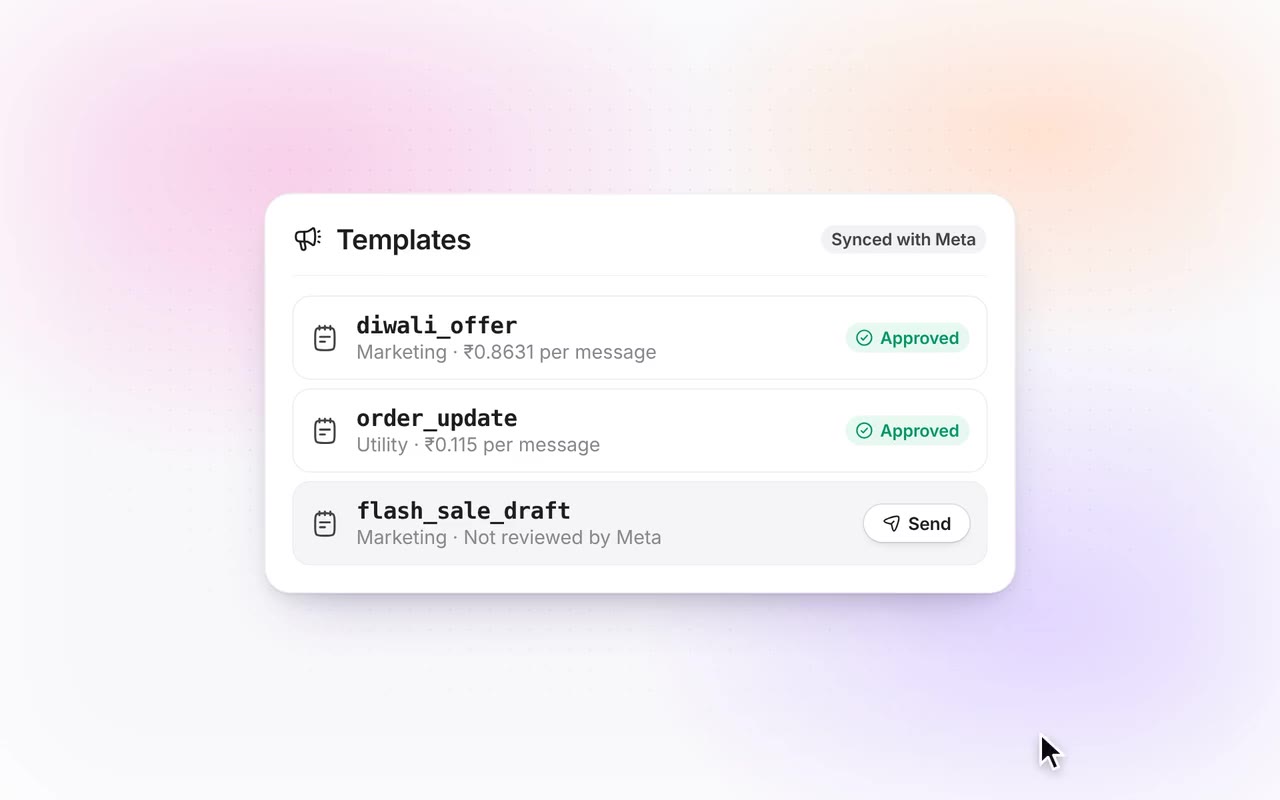 Templates
Synced with Meta
diwali_offer
Marketing · ₹0.8631 per message
Approved
order_update
Utility · ₹0.115 per message
Approved
flash_sale_draft
Marketing · Not reviewed by Meta
Send